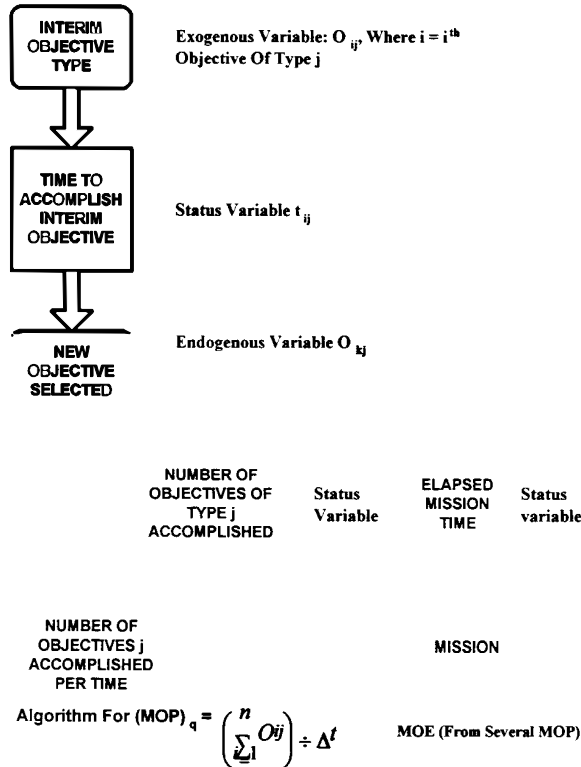 INTERIM
OBJECTIVE
TYPE
Exogenous Variable: O ij, Where i = i th
Objective Of Type j
TIME TO
ACCOMPLISH
INTERIM
OBJECTIVE
Status Variable t ij
NEW
OBJECTIVE
SELECTED
Endogenous Variable O kj
NUMBER OF
OBJECTIVES OF
TYPE j
ACCOMPLISHED
Status
Variable
ELAPSED
MISSION
TIME
Status
variable
NUMBER OF
OBJECTIVES j
ACCOMPLISHED
PER TIME
MISSION
Algorithm For (MOP) q = ( n ∑ i=1 Oij ) ÷ Δt
MOE (From Several MOP)